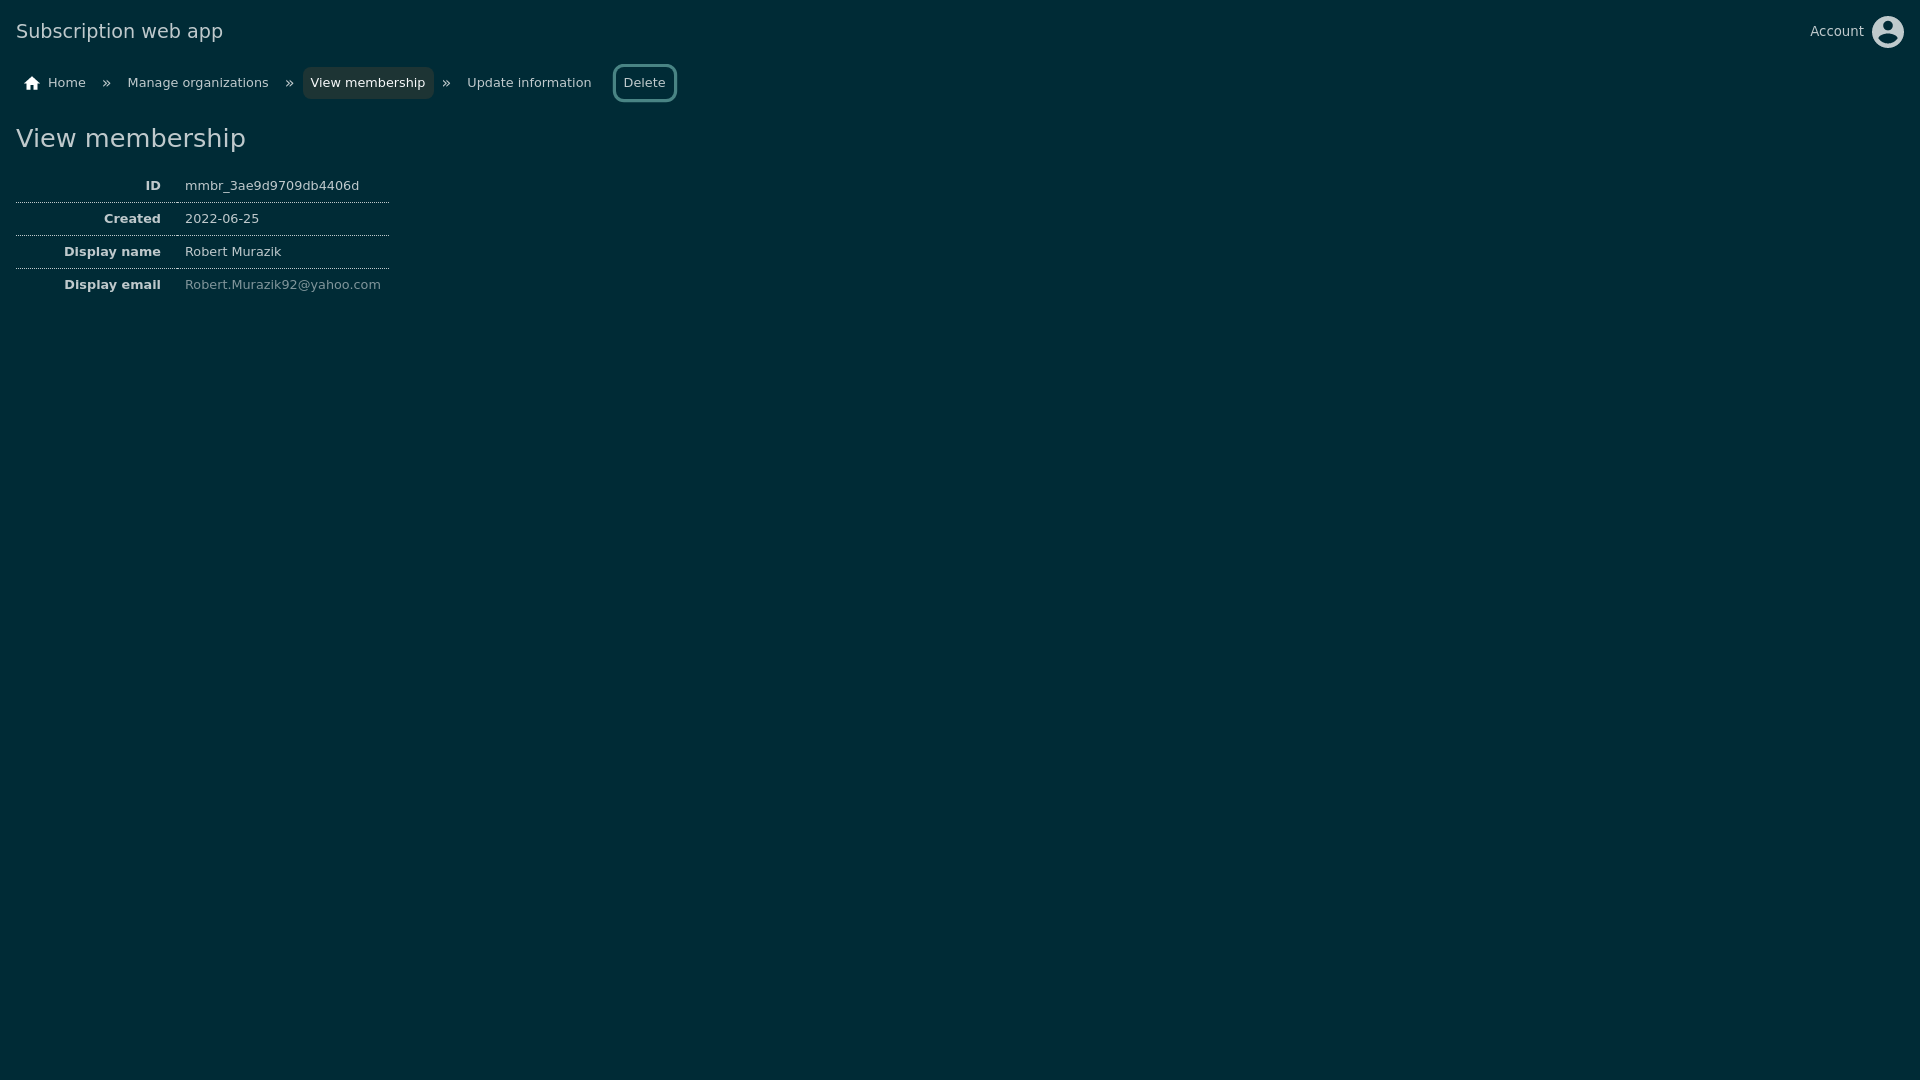 Subscription web app
Account
Home » Manage organizations » View membership » Update information Delete
View membership
ID mmbr_3ae9d9709db4406d
Created 2022-06-25
Display name Robert Murazik
Display email Robert.Murazik92@yahoo.com